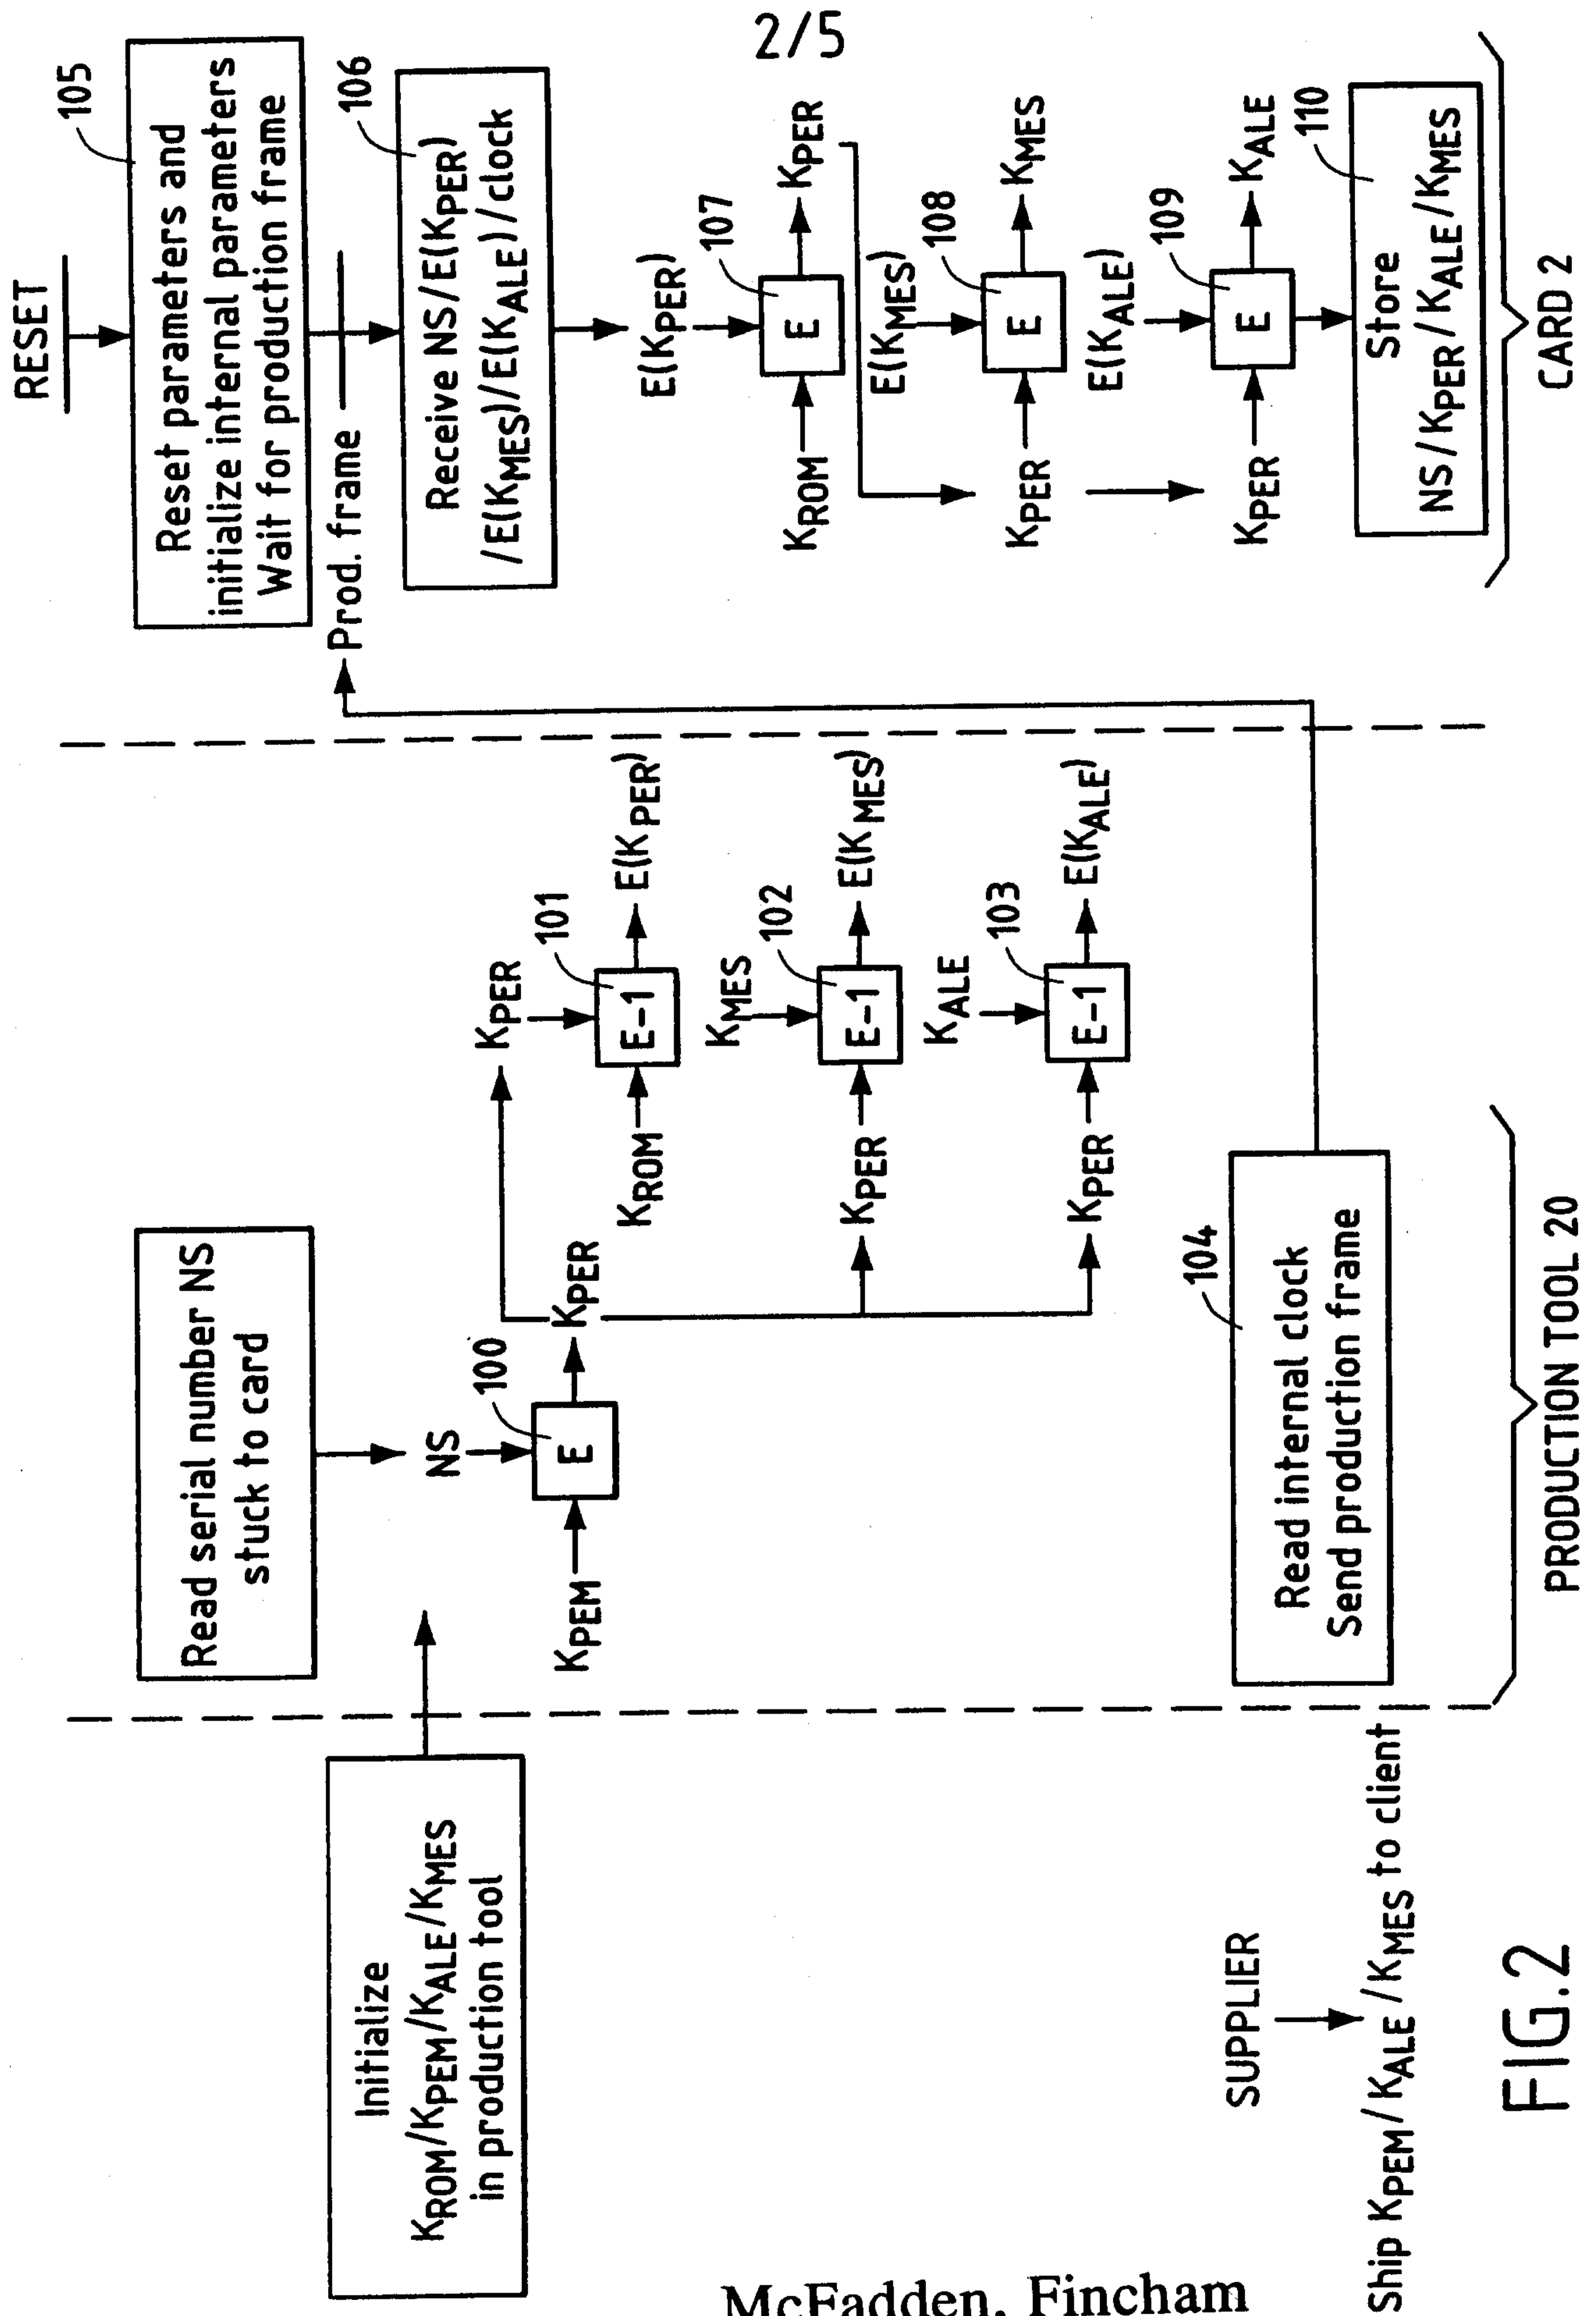 2/5
Initialize
KROM/KPEM/KALE/KMES
in production tool
SUPPLIER
Ship KPEM/KALE/KMES to client
Read serial number NS
stuck to card
NS
100
KPEM
E
KPER
KPER
101
KROM
E-1
E(KPER)
KMES
102
KPER
E-1
E(KMES)
KALE
103
KPER
E-1
E(KALE)
104
Read internal clock
Send production frame
PRODUCTION TOOL 20
RESET
105
Reset parameters and
initialize internal parameters
Wait for production frame
Prod. frame
106
Receive NS/E(KPER)
/E(KMES)/E(KALE)/clock
E(KPER)
107
KROM
E
KPER
E(KMES)
108
KPER
E
KMES
E(KALE)
109
KPER
E
KALE
110
Store
NS/KPER/KALE/KMES
CARD 2
FIG.2
McFadden, Fincham